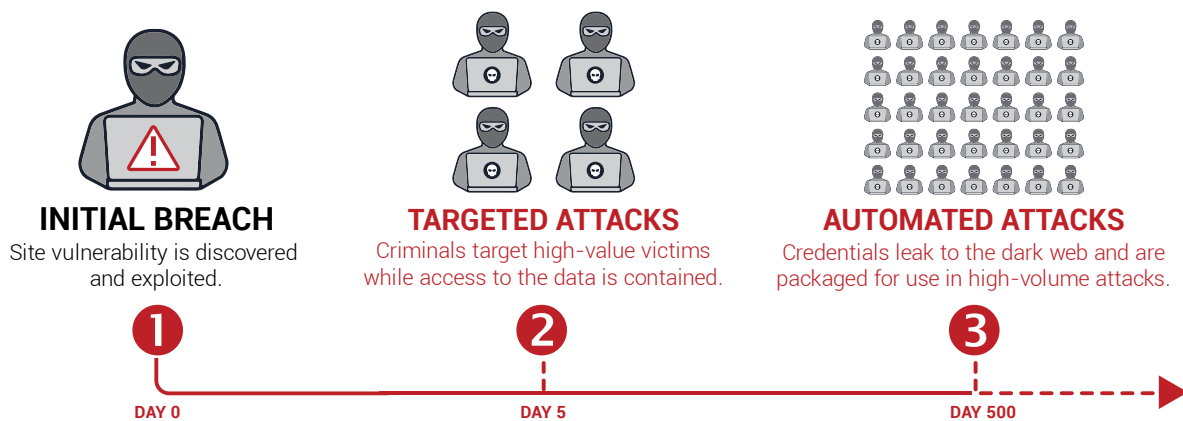 INITIAL BREACH
Site vulnerability is discovered
and exploited.
TARGETED ATTACKS
Criminals target high-value victims
while access to the data is contained.
AUTOMATED ATTACKS
Credentials leak to the dark web and are
packaged for use in high-volume attacks.
1
2
3
DAY 0
DAY 5
DAY 500